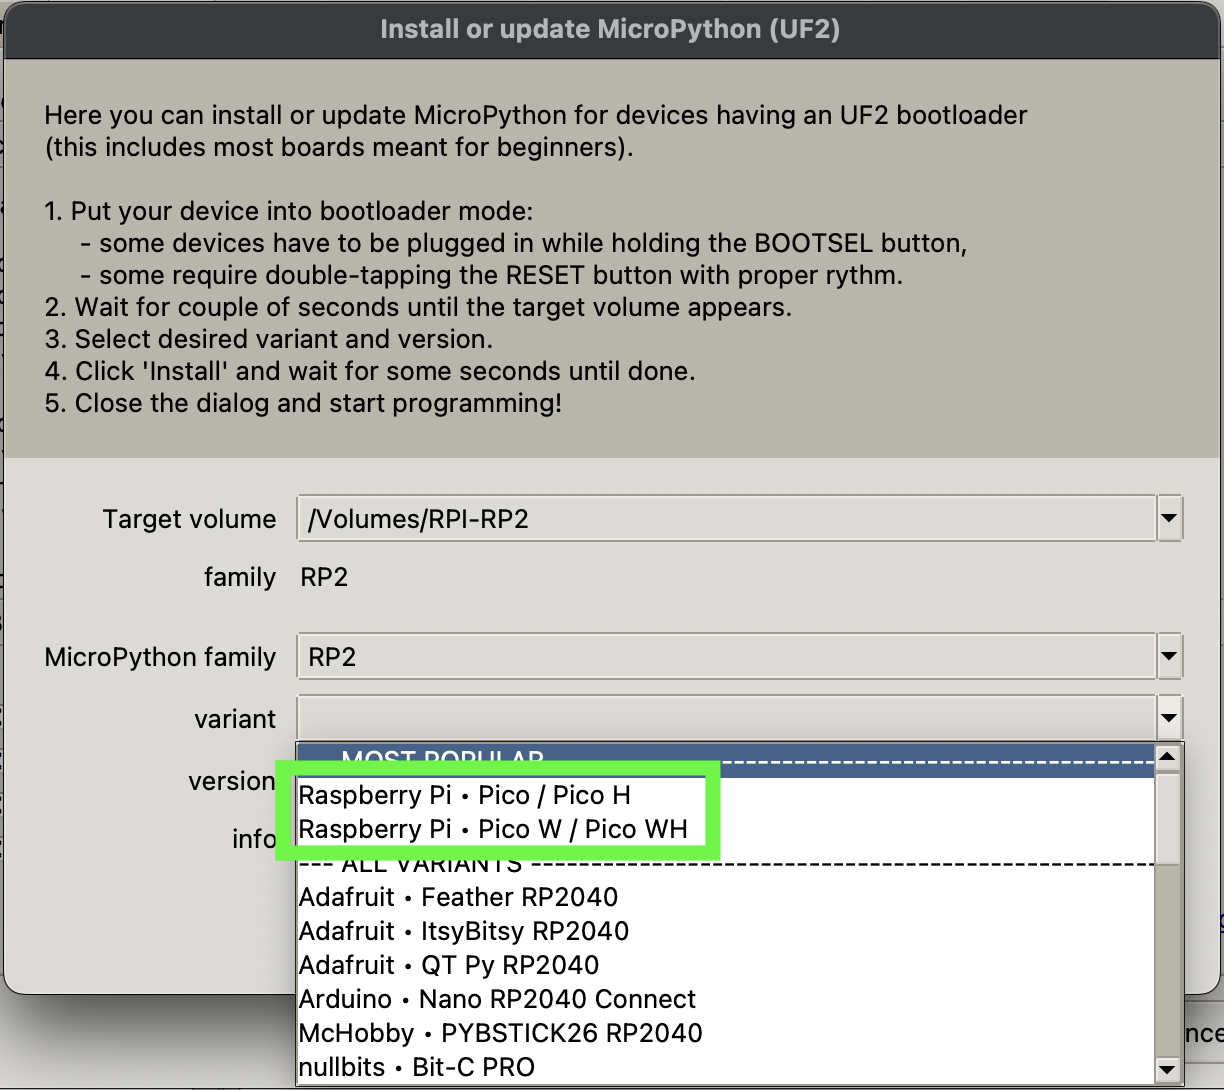 Install or update MicroPython (UF2)
Here you can install or update MicroPython for devices having an UF2 bootloader
(this includes most boards meant for beginners).
1. Put your device into bootloader mode:
- some devices have to be plugged in while holding the BOOTSEL button,
- some require double-tapping the RESET button with proper rythm.
2. Wait for couple of seconds until the target volume appears.
3. Select desired variant and version.
4. Click 'Install' and wait for some seconds until done.
5. Close the dialog and start programming!
Target volume /Volumes/RPI-RP2
family RP2
MicroPython family RP2
variant
version
info
MOST POPULAR ---
Raspberry Pi • Pico / Pico H
Raspberry Pi • Pico W / Pico WH
--- ALL VARIANTS ---
Adafruit • Feather RP2040
Adafruit • ItsyBitsy RP2040
Adafruit • QT Py RP2040
Arduino • Nano RP2040 Connect
McHobby • PYBSTICK26 RP2040
nullbits • Bit-C PRO